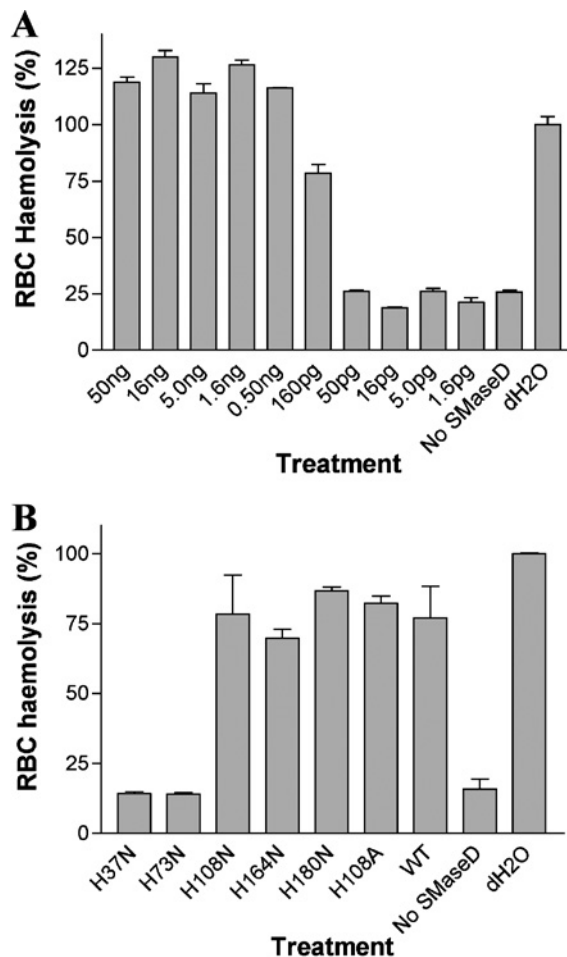 A
RBC Haemolysis (%)
125
100
75
50
25
0
50ng 16ng 5.0ng 1.6ng 0.50ng 160pg 50pg 16pg 5.0pg 1.6pg No SMaseD dH2O
Treatment
B
RBC haemolysis (%)
100
75
50
25
0
H37N H73N H108N H164N H180N H108A WT No SMaseD dH2O
Treatment